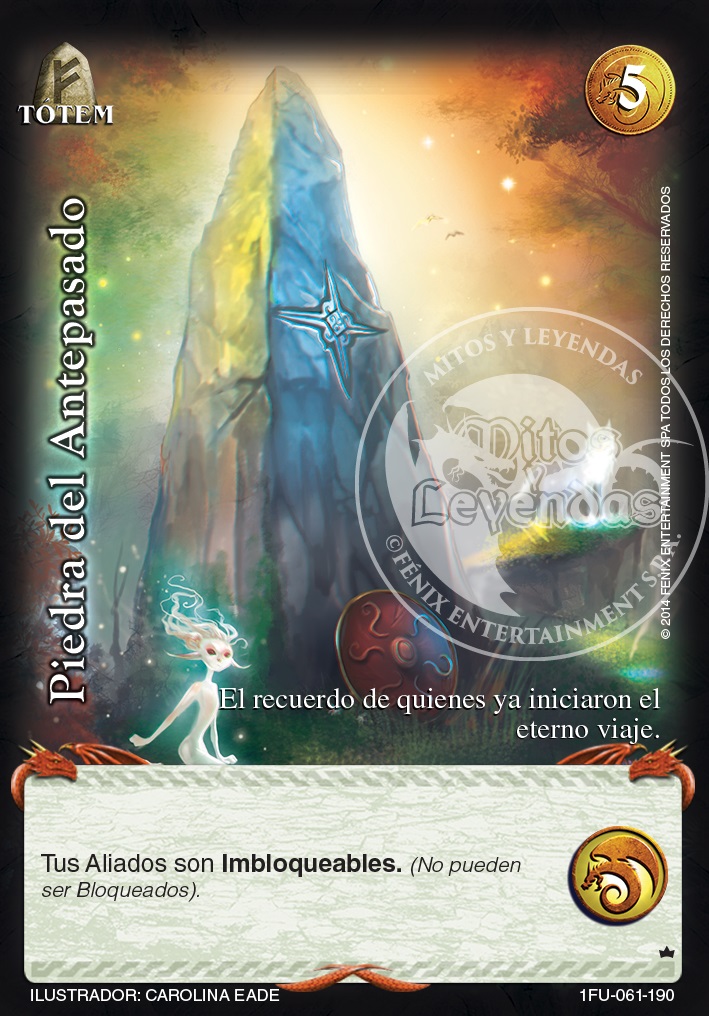 TÓTEM
5
Piedra del Antepasado
MITOS Y LEYENDAS
Mitos
Leyendas
© FÉNIX ENTERTAINMENT S.P.A.
© 2014 FÉNIX ENTERTAINMENT SPA TODOS LOS DERECHOS RESERVADOS
El recuerdo de quienes ya iniciaron el
eterno viaje.
Tus Aliados son Imbloqueables. (No pueden
ser Bloqueados).
ILUSTRADOR: CAROLINA EADE
1FU-061-190